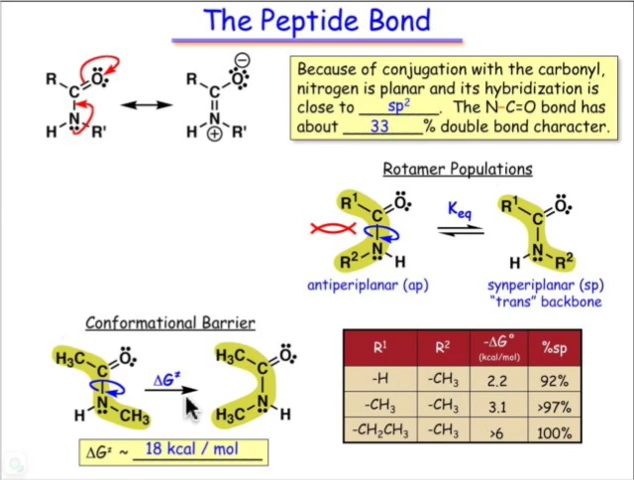 The Peptide Bond
R
C
Ö:
N
H
R'
R
C
O
−
N
H
+
R'
Because of conjugation with the carbonyl,
nitrogen is planar and its hybridization is
close to sp². The N-C=O bond has
about 33 % double bond character.
Rotamer Populations
R¹
C
Ö:
R²-N
H
Keq
R¹
C
Ö:
N
H
R²
antiperiplanar (ap)
synperiplanar (sp)
"trans" backbone
Conformational Barrier
H₃C
C
Ö:
N
H
CH₃
ΔG‡
H₃C
C
Ö:
H₃C
N
H
ΔG‡ ~ 18 kcal / mol
R¹ R² -ΔG° (kcal/mol) %sp
-H -CH₃ 2.2 92%
-CH₃ -CH₃ 3.1 >97%
-CH₂CH₃ -CH₃ >6 100%